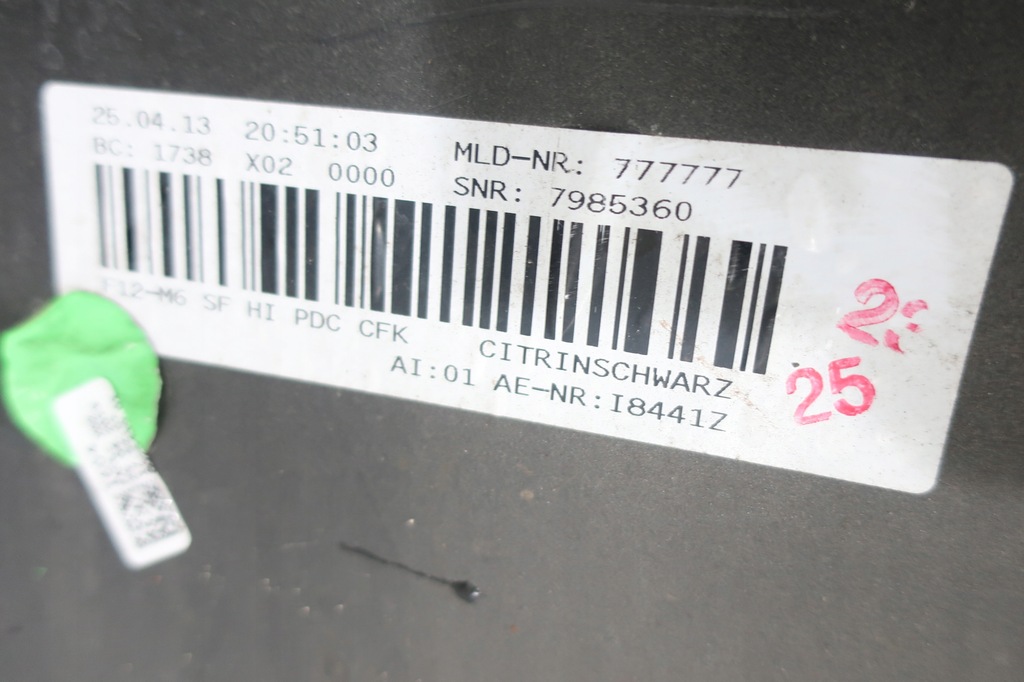 25.04.13 20:51:03 MLD-NR: 777777
BC: 1738 X02 0000 SNR: 7985360
F12-M6 SF HI PDC CFK CITRINSCHWARZ
AI:01 AE-NR:I8441Z
25